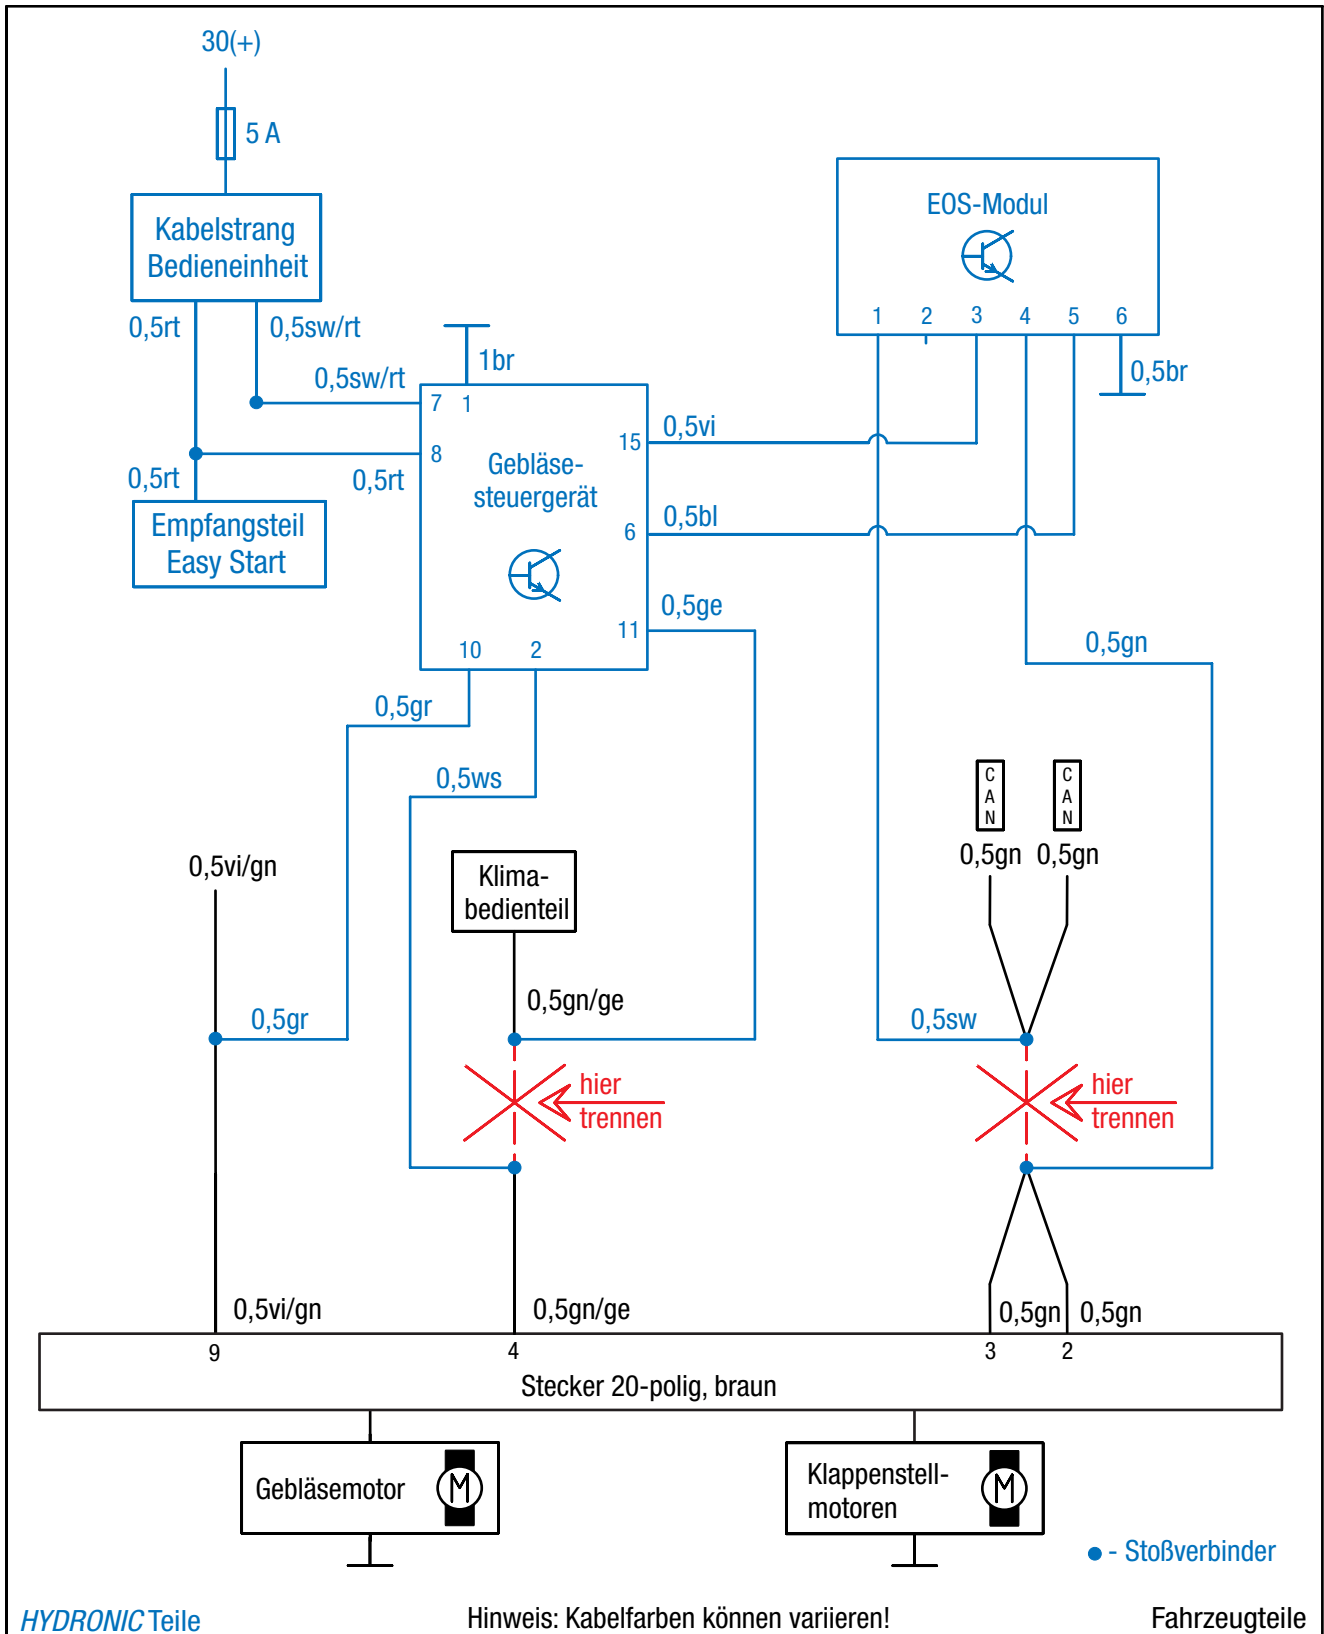 30(+)
5 A
Kabelstrang
Bedieneinheit
EOS-Modul
1 2 3 4 5 6
0,5rt
0,5sw/rt
1br
0,5br
0,5sw/rt
7 1
15
0,5vi
8
0,5rt
0,5rt
Gebläse-
steuergerät
Empfangsteil
Easy Start
6
0,5bl
11
0,5ge
10 2
0,5gn
0,5gr
0,5ws
C
A
N
C
A
N
0,5gn 0,5gn
0,5vi/gn
Klima-
bedienteil
0,5gn/ge
0,5gr
0,5sw
hier
trennen
hier
trennen
0,5vi/gn
0,5gn/ge
0,5gn 0,5gn
9 4 3 2
Stecker 20-polig, braun
Gebläsemotor
M
Klappenstell-
motoren
M
- Stoßverbinder
HYDRONIC Teile
Hinweis: Kabelfarben können variieren!
Fahrzeugteile